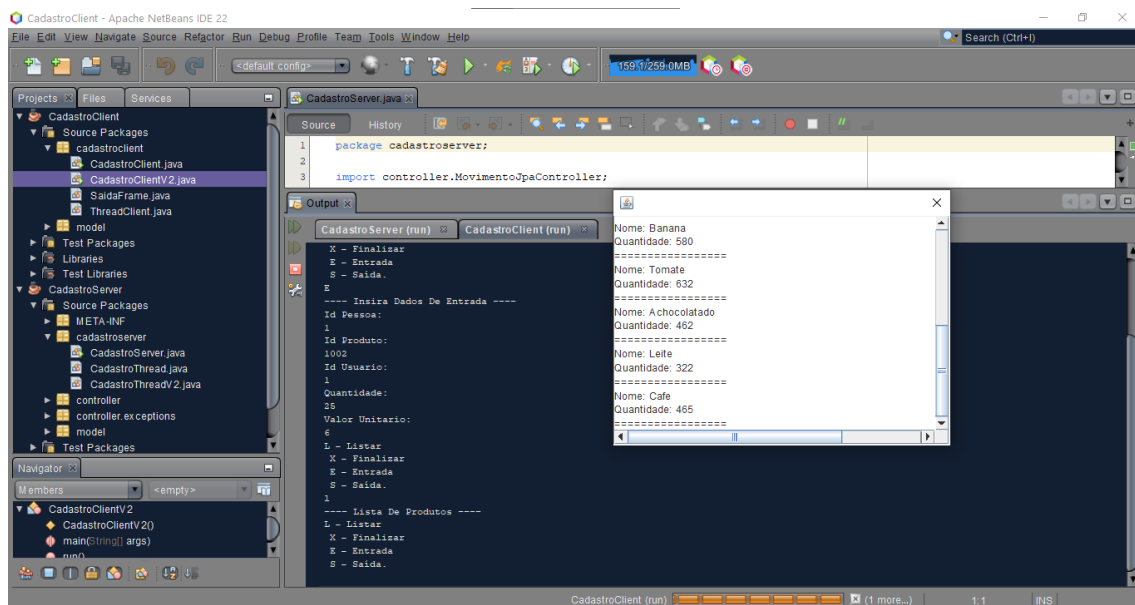 CadastroClient - Apache NetBeans IDE 22
File Edit View Navigate Source Refactor Run Debug Profile Team Tools Window Help
Search (Ctrl+I)
<default config>
159,1/259,0MB
Projects Files Services
CadastroServer.java
CadastroClient
Source Packages
cadastroclient
CadastroClient.java
CadastroClientV2.java
SaidaFrame.java
ThreadClient.java
model
Test Packages
Libraries
Test Libraries
CadastroServer
Source Packages
META-INF
cadastroserver
CadastroServer.java
CadastroThread.java
CadastroThreadV2.java
controller
controller.exceptions
model
Test Packages
Source History
1 package cadastroserver;
2
3 import controller.MovimentoJpaController;
Output
CadastroServer (run) CadastroClient (run)
X - Finalizar
E - Entrada
S - Saída.
E
---- Insira Dados De Entrada ----
Id Pessoa:
1
Id Produto:
1002
Id Usuario:
1
Quantidade:
25
Valor Unitario:
6
L - Listar
X - Finalizar
E - Entrada
S - Saída.
l
---- Lista De Produtos ----
L - Listar
X - Finalizar
E - Entrada
S - Saída.
Nome: Banana
Quantidade: 580
=================
Nome: Tomate
Quantidade: 632
=================
Nome: Achocolatado
Quantidade: 462
=================
Nome: Leite
Quantidade: 322
=================
Nome: Cafe
Quantidade: 465
=================
Navigator
Members <empty>
CadastroClientV2
CadastroClientV2()
main(String[] args)
run()
CadastroClient (run) (1 more...) 1:1 INS